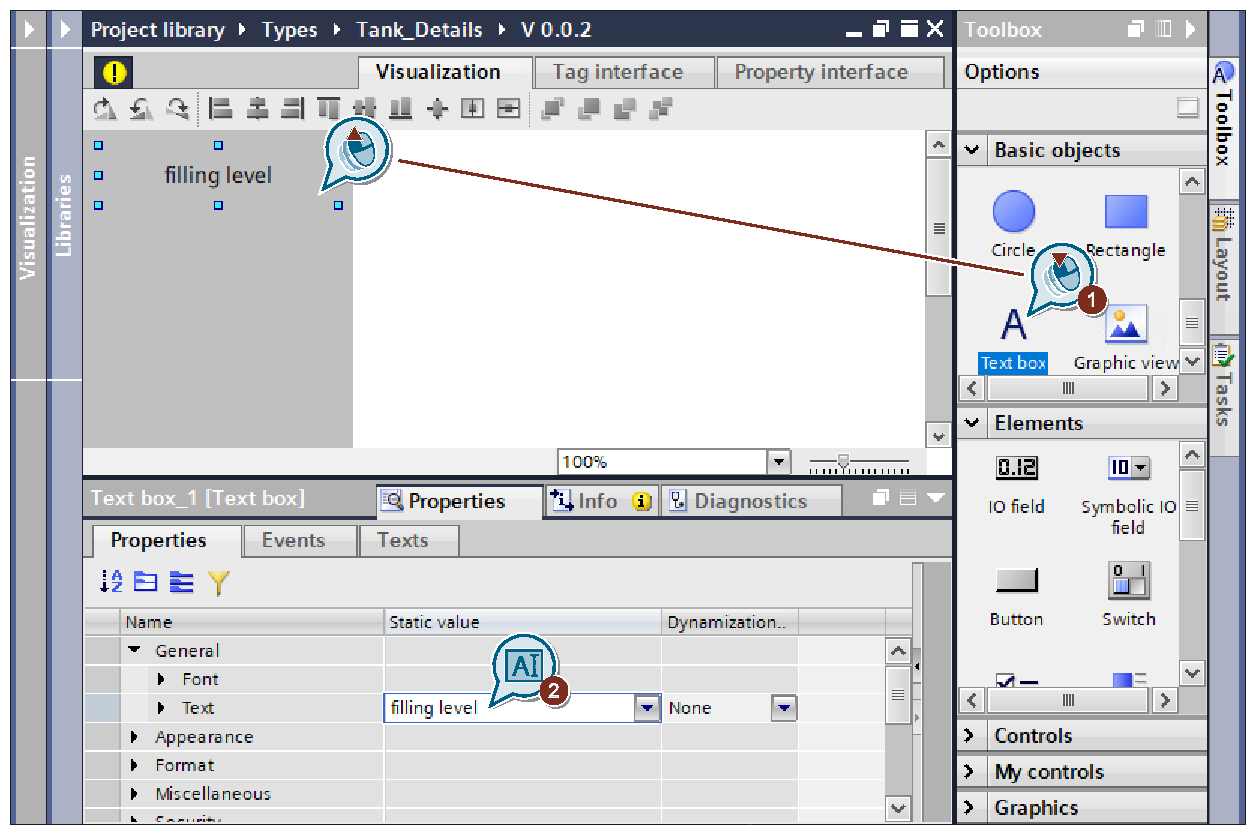 Project library Types Tank_Details V 0.0.2
Toolbox
Visualization Tag interface Property interface
Options
Toolbox
Basic objects
filling level
Visualization
Libraries
Circle Rectangle
Layout
1
A
Text box Graphic view
Tasks
Elements
100%
0.12 IO
IO field Symbolic IO
field
Text box_1 [Text box] Properties Info Diagnostics
Properties Events Texts
0 I
Button Switch
Name Static value Dynamization..
General
AI
2
Font
Text filling level None
Appearance
Format
Miscellaneous
Security
Controls
My controls
Graphics